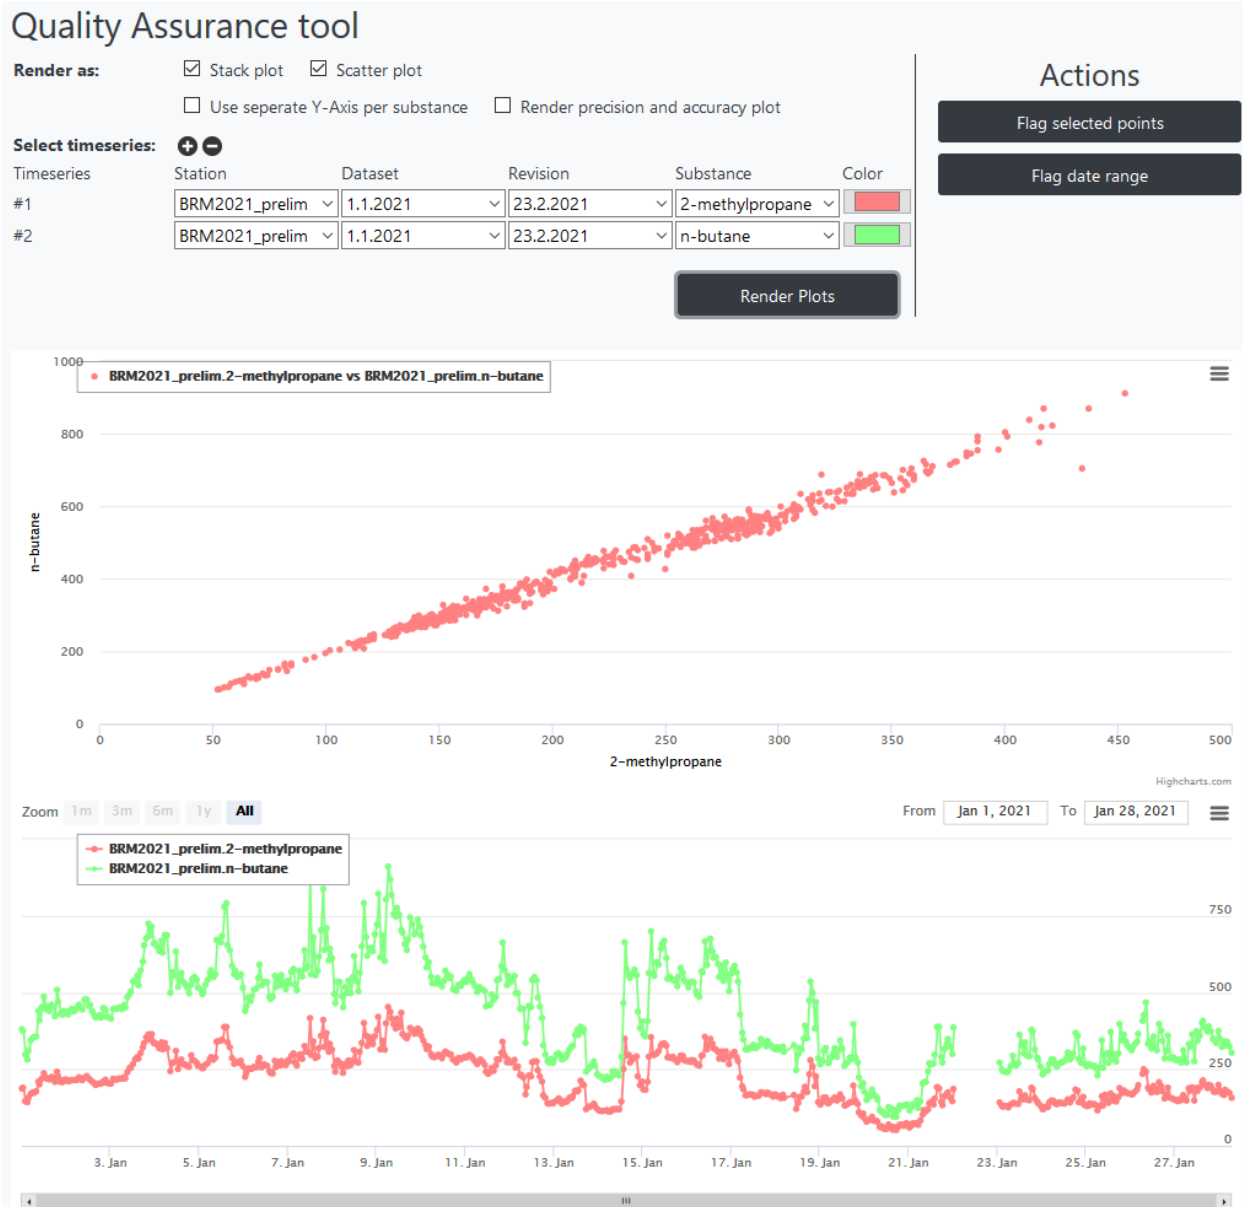 Quality Assurance tool
Render as: Stack plot Scatter plot
Use seperate Y-Axis per substance Render precision and accuracy plot
Select timeseries:
Timeseries Station Dataset Revision Substance Color
#1 BRM2021_prelim 1.1.2021 23.2.2021 2-methylpropane
#2 BRM2021_prelim 1.1.2021 23.2.2021 n-butane
Render Plots
Actions
Flag selected points
Flag date range
BRM2021_prelim.2-methylpropane vs BRM2021_prelim.n-butane
1000
800
600
400
200
0
n-butane
0 50 100 150 200 250 300 350 400 450 500
2-methylpropane
Highcharts.com
Zoom 1m 3m 6m 1y All From Jan 1, 2021 To Jan 28, 2021
BRM2021_prelim.2-methylpropane
BRM2021_prelim.n-butane
750
500
250
0
3. Jan 5. Jan 7. Jan 9. Jan 11. Jan 13. Jan 15. Jan 17. Jan 19. Jan 21. Jan 23. Jan 25. Jan 27. Jan